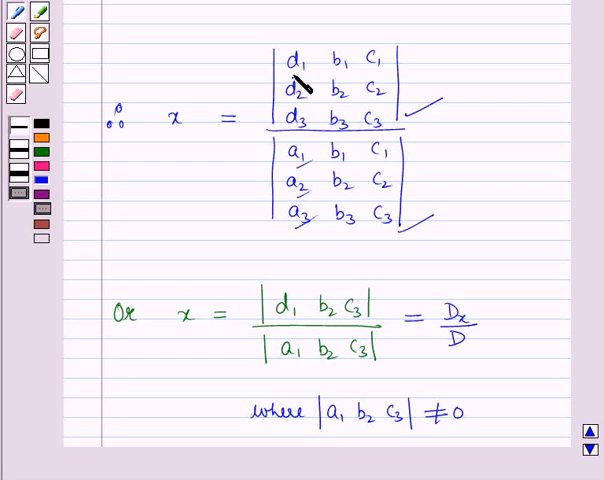 | d₁ b₁ c₁ |
| d₂ b₂ c₂ |
∴ x = | d₃ b₃ c₃ |
| a₁ b₁ c₁ |
| a₂ b₂ c₂ |
| a₃ b₃ c₃ |
Or x = | d₁ b₂ c₃ | / | a₁ b₂ c₃ | = Dₓ / D
where | a₁ b₂ c₃ | ≠ 0